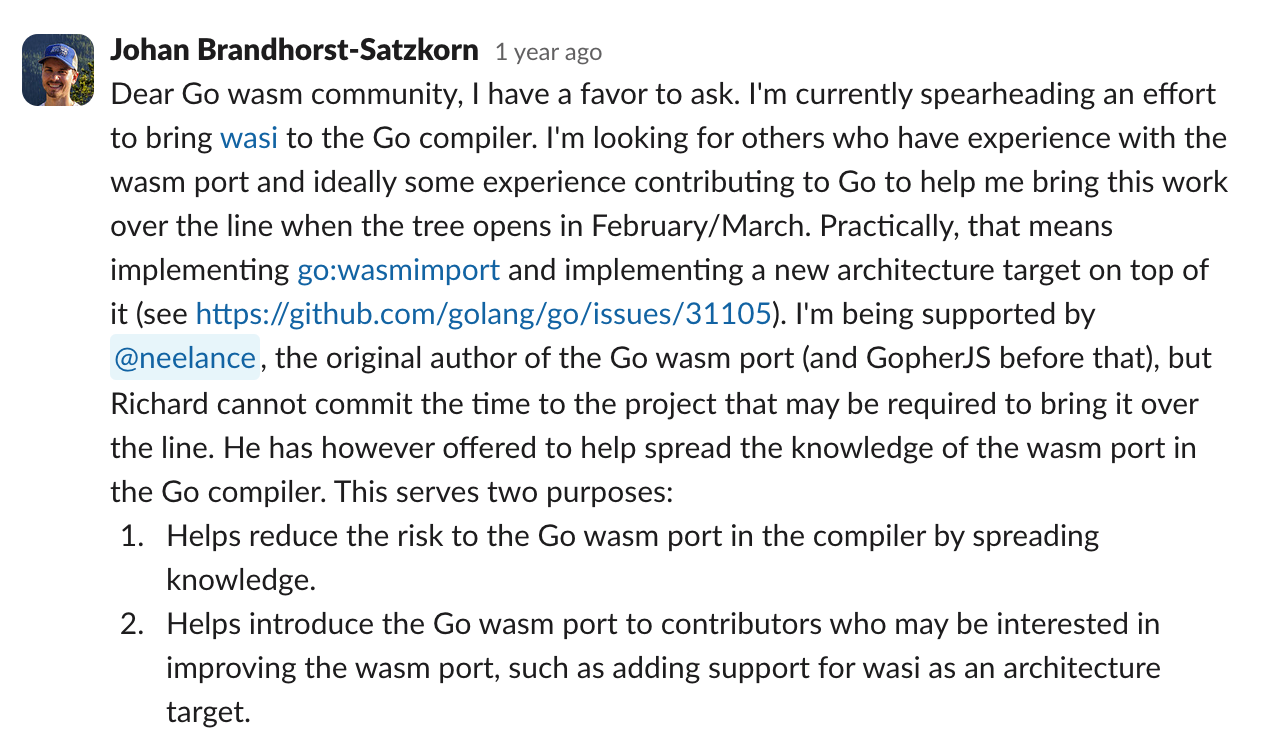 Johan Brandhorst-Satzkorn 1 year ago
Dear Go wasm community, I have a favor to ask. I'm currently spearheading an effort
to bring wasi to the Go compiler. I'm looking for others who have experience with the
wasm port and ideally some experience contributing to Go to help me bring this work
over the line when the tree opens in February/March. Practically, that means
implementing go:wasmimport and implementing a new architecture target on top of
it (see https://github.com/golang/go/issues/31105). I'm being supported by
@neelance, the original author of the Go wasm port (and GopherJS before that), but
Richard cannot commit the time to the project that may be required to bring it over
the line. He has however offered to help spread the knowledge of the wasm port in
the Go compiler. This serves two purposes:
1. Helps reduce the risk to the Go wasm port in the compiler by spreading
knowledge.
2. Helps introduce the Go wasm port to contributors who may be interested in
improving the wasm port, such as adding support for wasi as an architecture
target.